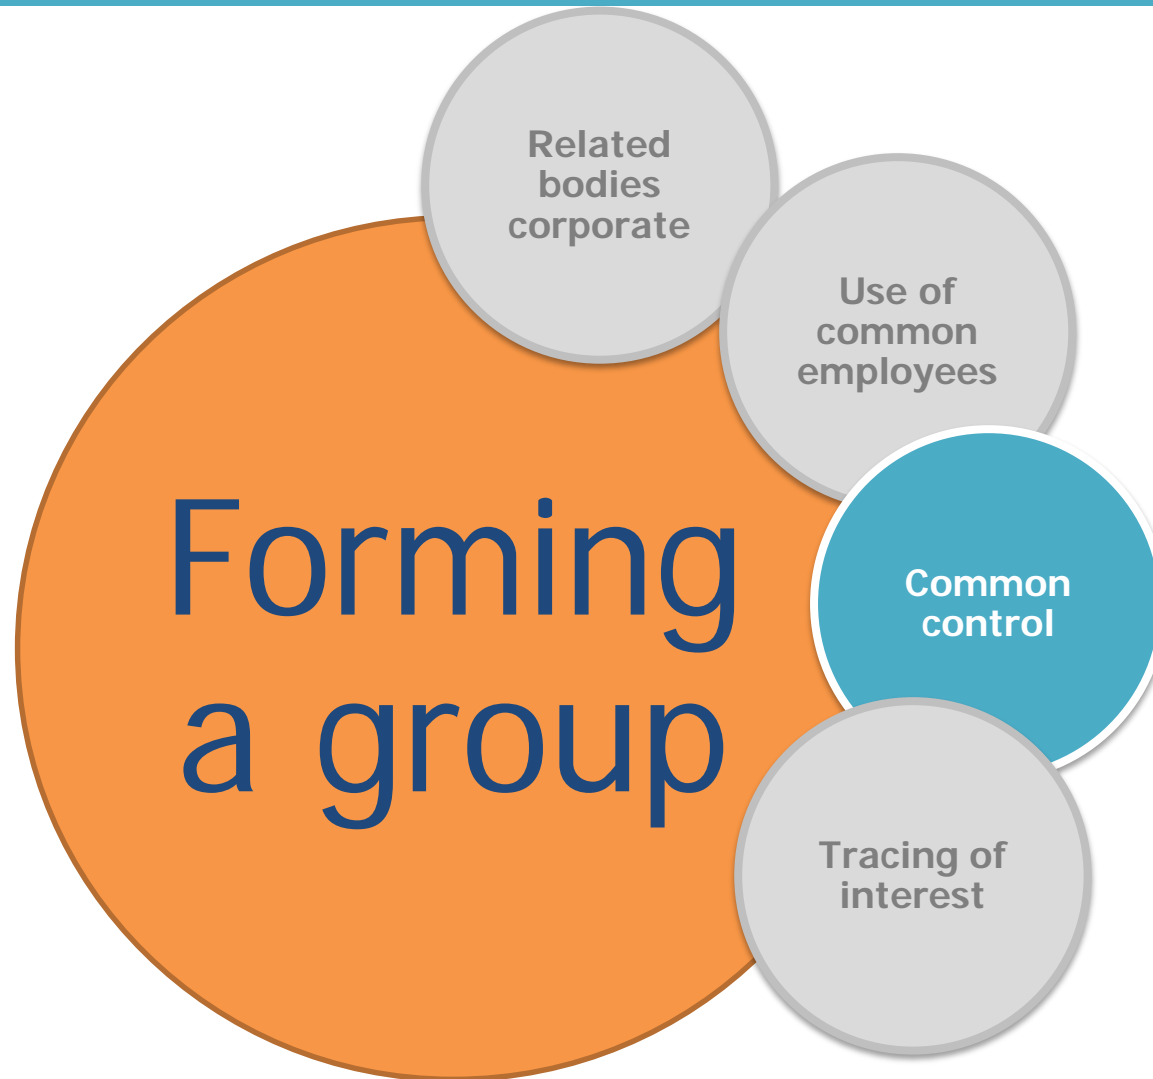 Related
bodies
corporate
Use of
common
employees
Forming
a group
Common
control
Tracing of
interest